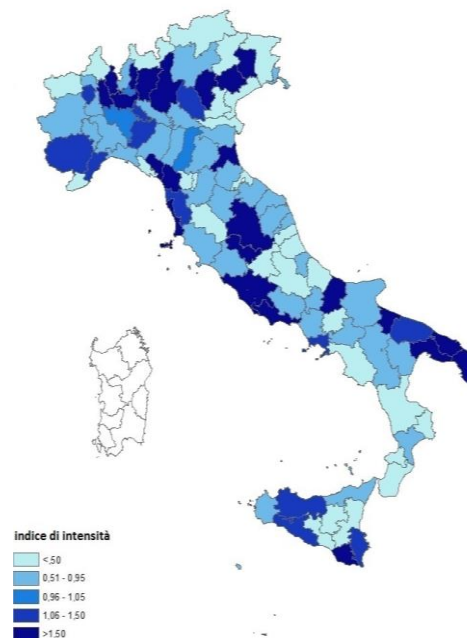 indice di intensità
<,50
0,51 - 0,95
0,96 - 1,05
1,06 - 1,50
>1,50